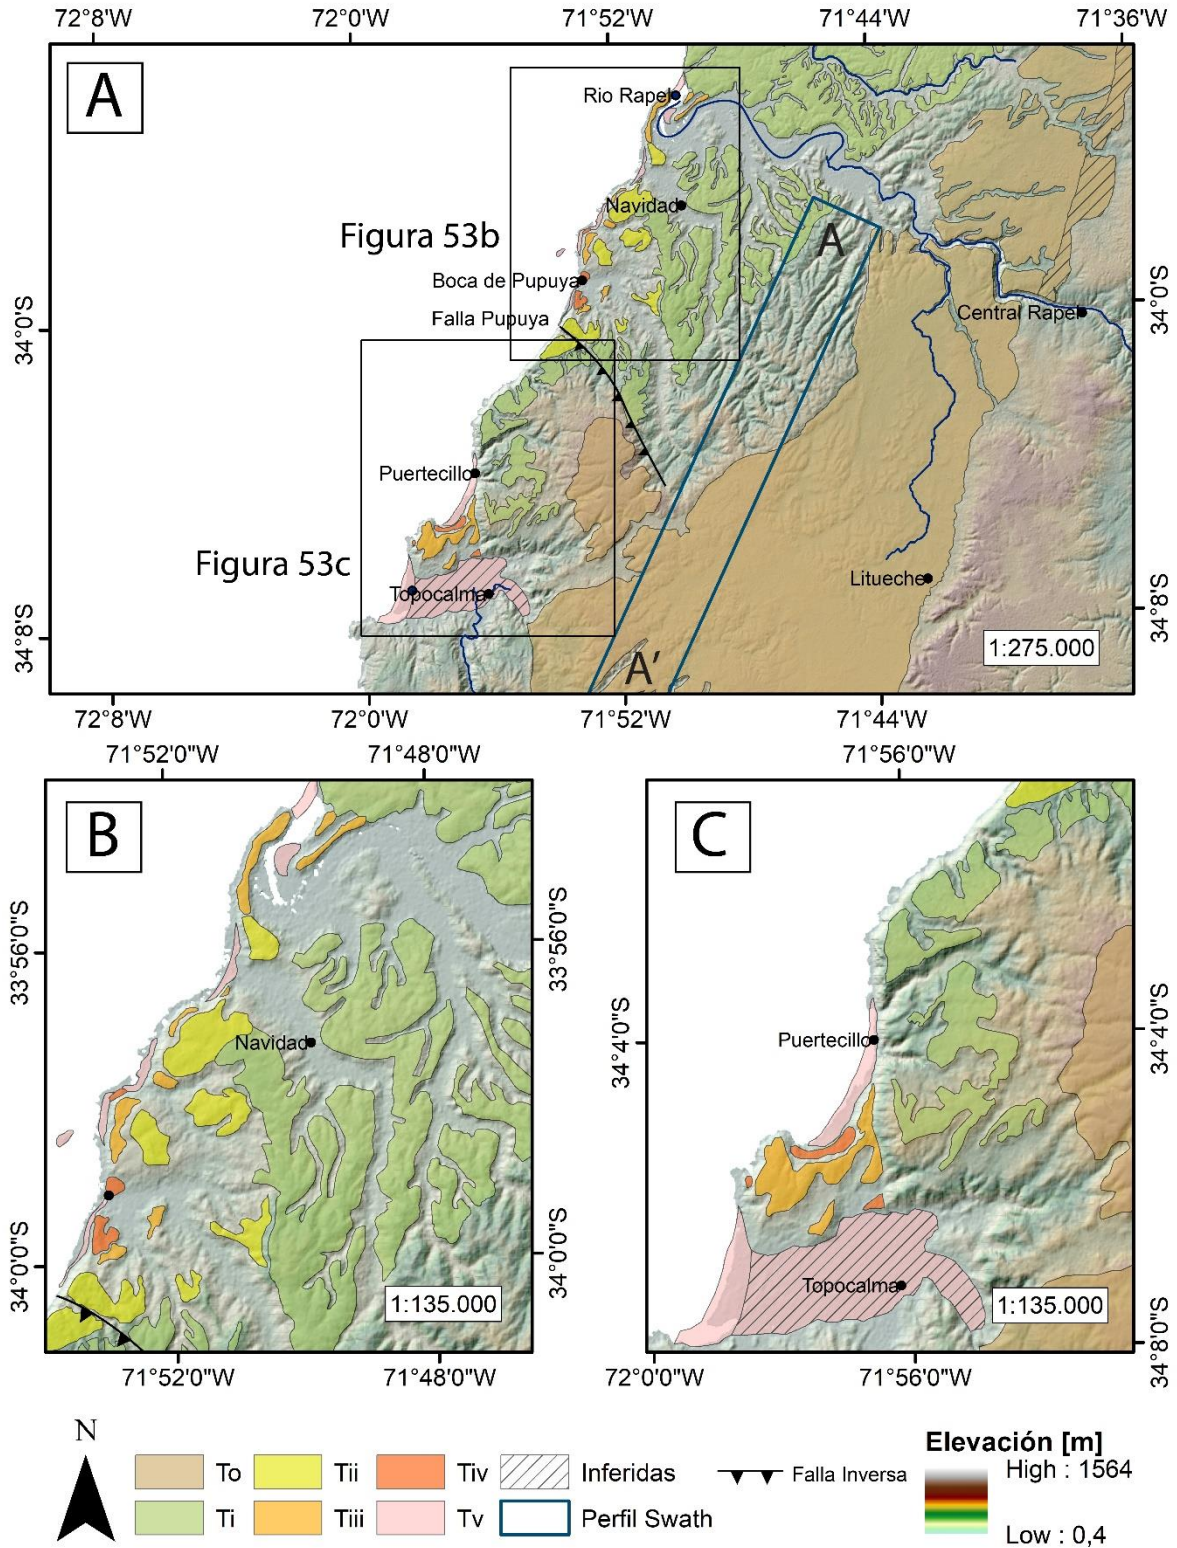 72°8'W 72°0'W 71°52'W 71°44'W 71°36'W
A
Rio Rapel
Navidad
Figura 53b
A
Boca de Pupuya
Falla Pupuya
Central Rapel
34°0'S
34°0'S
Puertecillo
Figura 53c
Litueche
Topocalma
34°8'S
34°8'S
1:275.000
A'
72°8'W 72°0'W 71°52'W 71°44'W
71°52'0"W 71°48'0"W
B
33°56'0"S
33°56'0"S
Navidad
34°0'0"S
34°0'0"S
1:135.000
71°52'0"W 71°48'0"W
71°56'0"W
C
Puertecillo
34°4'0"S
34°4'0"S
Topocalma
1:135.000
34°8'0"S
72°0'0"W 71°56'0"W
N
To Tii Tiv Inferidas Falla Inversa
Ti Tiii Tv Perfil Swath
Elevación [m]
High : 1564
Low : 0,4